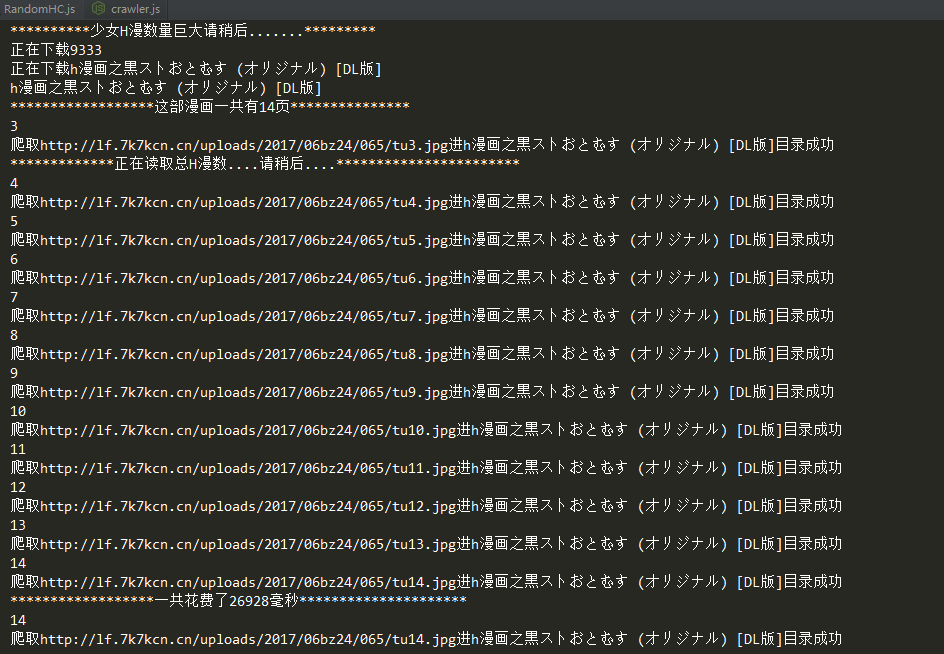 RandomHC.js crawler.js
**********少女H漫数量巨大请稍后.......*********
正在下载9333
正在下载h漫画之黒ストおとむす (オリジナル) [DL版]
h漫画之黒ストおとむす (オリジナル) [DL版]
******************这部漫画一共有14页***************
3
爬取http://lf.7k7kcn.cn/uploads/2017/06bz24/065/tu3.jpg进h漫画之黒ストおとむす (オリジナル) [DL版]目录成功
*************正在读取总H漫数....请稍后....***********************
4
爬取http://lf.7k7kcn.cn/uploads/2017/06bz24/065/tu4.jpg进h漫画之黒ストおとむす (オリジナル) [DL版]目录成功
5
爬取http://lf.7k7kcn.cn/uploads/2017/06bz24/065/tu5.jpg进h漫画之黒ストおとむす (オリジナル) [DL版]目录成功
6
爬取http://lf.7k7kcn.cn/uploads/2017/06bz24/065/tu6.jpg进h漫画之黒ストおとむす (オリジナル) [DL版]目录成功
7
爬取http://lf.7k7kcn.cn/uploads/2017/06bz24/065/tu7.jpg进h漫画之黒ストおとむす (オリジナル) [DL版]目录成功
8
爬取http://lf.7k7kcn.cn/uploads/2017/06bz24/065/tu8.jpg进h漫画之黒ストおとむす (オリジナル) [DL版]目录成功
9
爬取http://lf.7k7kcn.cn/uploads/2017/06bz24/065/tu9.jpg进h漫画之黒ストおとむす (オリジナル) [DL版]目录成功
10
爬取http://lf.7k7kcn.cn/uploads/2017/06bz24/065/tu10.jpg进h漫画之黒ストおとむす (オリジナル) [DL版]目录成功
11
爬取http://lf.7k7kcn.cn/uploads/2017/06bz24/065/tu11.jpg进h漫画之黒ストおとむす (オリジナル) [DL版]目录成功
12
爬取http://lf.7k7kcn.cn/uploads/2017/06bz24/065/tu12.jpg进h漫画之黒ストおとむす (オリジナル) [DL版]目录成功
13
爬取http://lf.7k7kcn.cn/uploads/2017/06bz24/065/tu13.jpg进h漫画之黒ストおとむす (オリジナル) [DL版]目录成功
14
爬取http://lf.7k7kcn.cn/uploads/2017/06bz24/065/tu14.jpg进h漫画之黒ストおとむす (オリジナル) [DL版]目录成功
******************一共花费了26928毫秒*********************
14
爬取http://lf.7k7kcn.cn/uploads/2017/06bz24/065/tu14.jpg进h漫画之黒ストおとむす (オリジナル) [DL版]目录成功